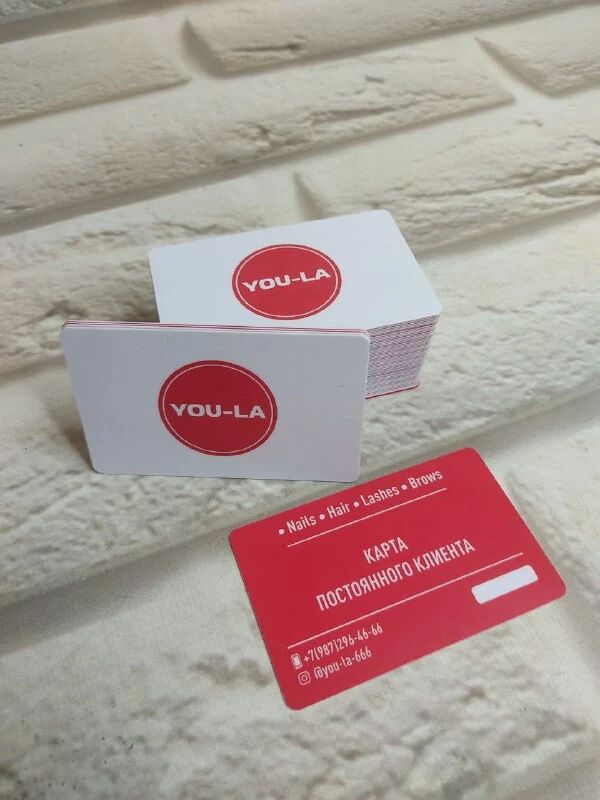 YOU-LA
YOU-LA
• Nails • Hair • Lashes • Brows
КАРТА
ПОСТОЯННОГО КЛИЕНТА
+7(987)296-46-66
@you-la-666